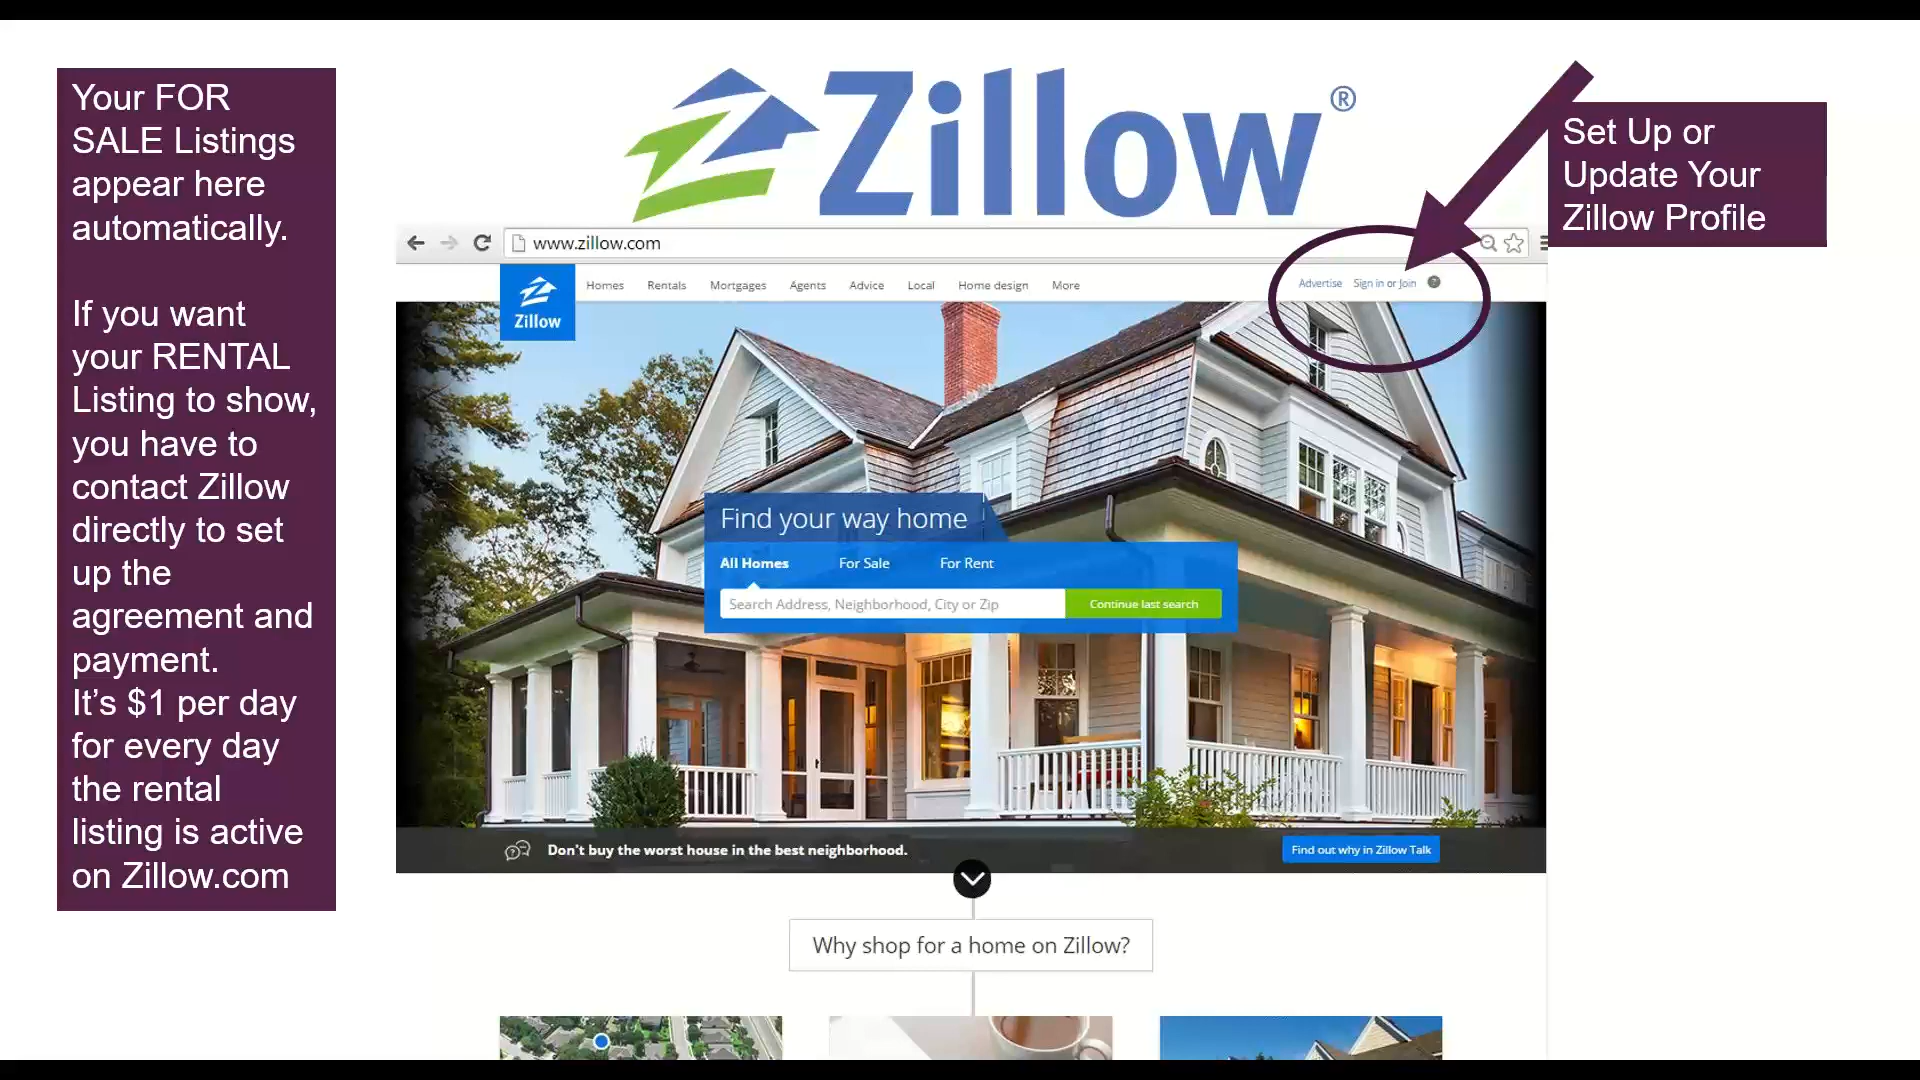 Your FOR
SALE Listings
appear here
automatically.
If you want
your RENTAL
Listing to show,
you have to
contact Zillow
directly to set
up the
agreement and
payment.
It’s $1 per day
for every day
the rental
listing is active
on Zillow.com
Zillow®
Set Up or
Update Your
Zillow Profile
www.zillow.com
Zillow
Homes Rentals Mortgages Agents Advice Local Home design More
Advertise Sign in or Join ?
Find your way home
All Homes For Sale For Rent
Search Address, Neighborhood, City or Zip
Continue last search
Don't buy the worst house in the best neighborhood.
Find out why in Zillow Talk
Why shop for a home on Zillow?